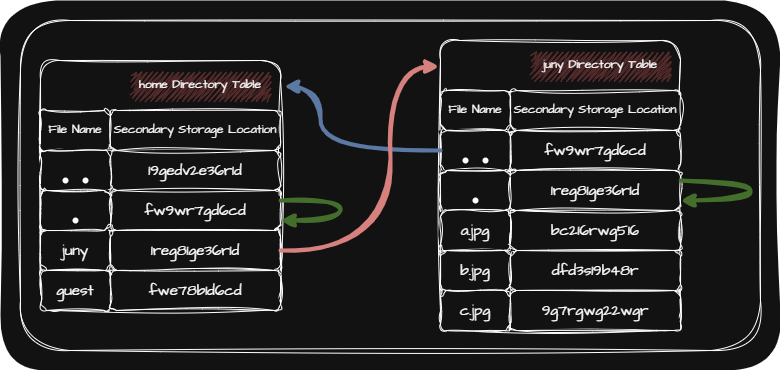 home Directory Table
File Name Secondary Storage Location
.. 19gedv2e36r1d
. fw9wr7gd6cd
juny 1reg81ge36r1d
guest fwe78b1d6cd
juny Directory Table
File Name Secondary Storage Location
.. fw9wr7gd6cd
. 1reg81ge36r1d
a.jpg bc216rwg516
b.jpg dfd3s19b48r
c.jpg 9g7rgwg22wgr